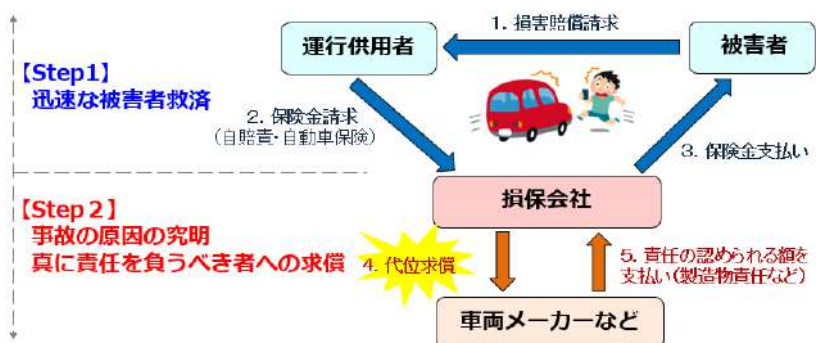 1. 損害賠償請求
運行供用者
被害者
【Step1】
迅速な被害者救済
2. 保険金請求
(自賠責・自動車保険)
3. 保険金支払い
損保会社
【Step２】
事故の原因の究明
真に責任を負うべき者への求償
4. 代位求償
5. 責任の認められる額を
支払い(製造物責任など)
車両メーカーなど